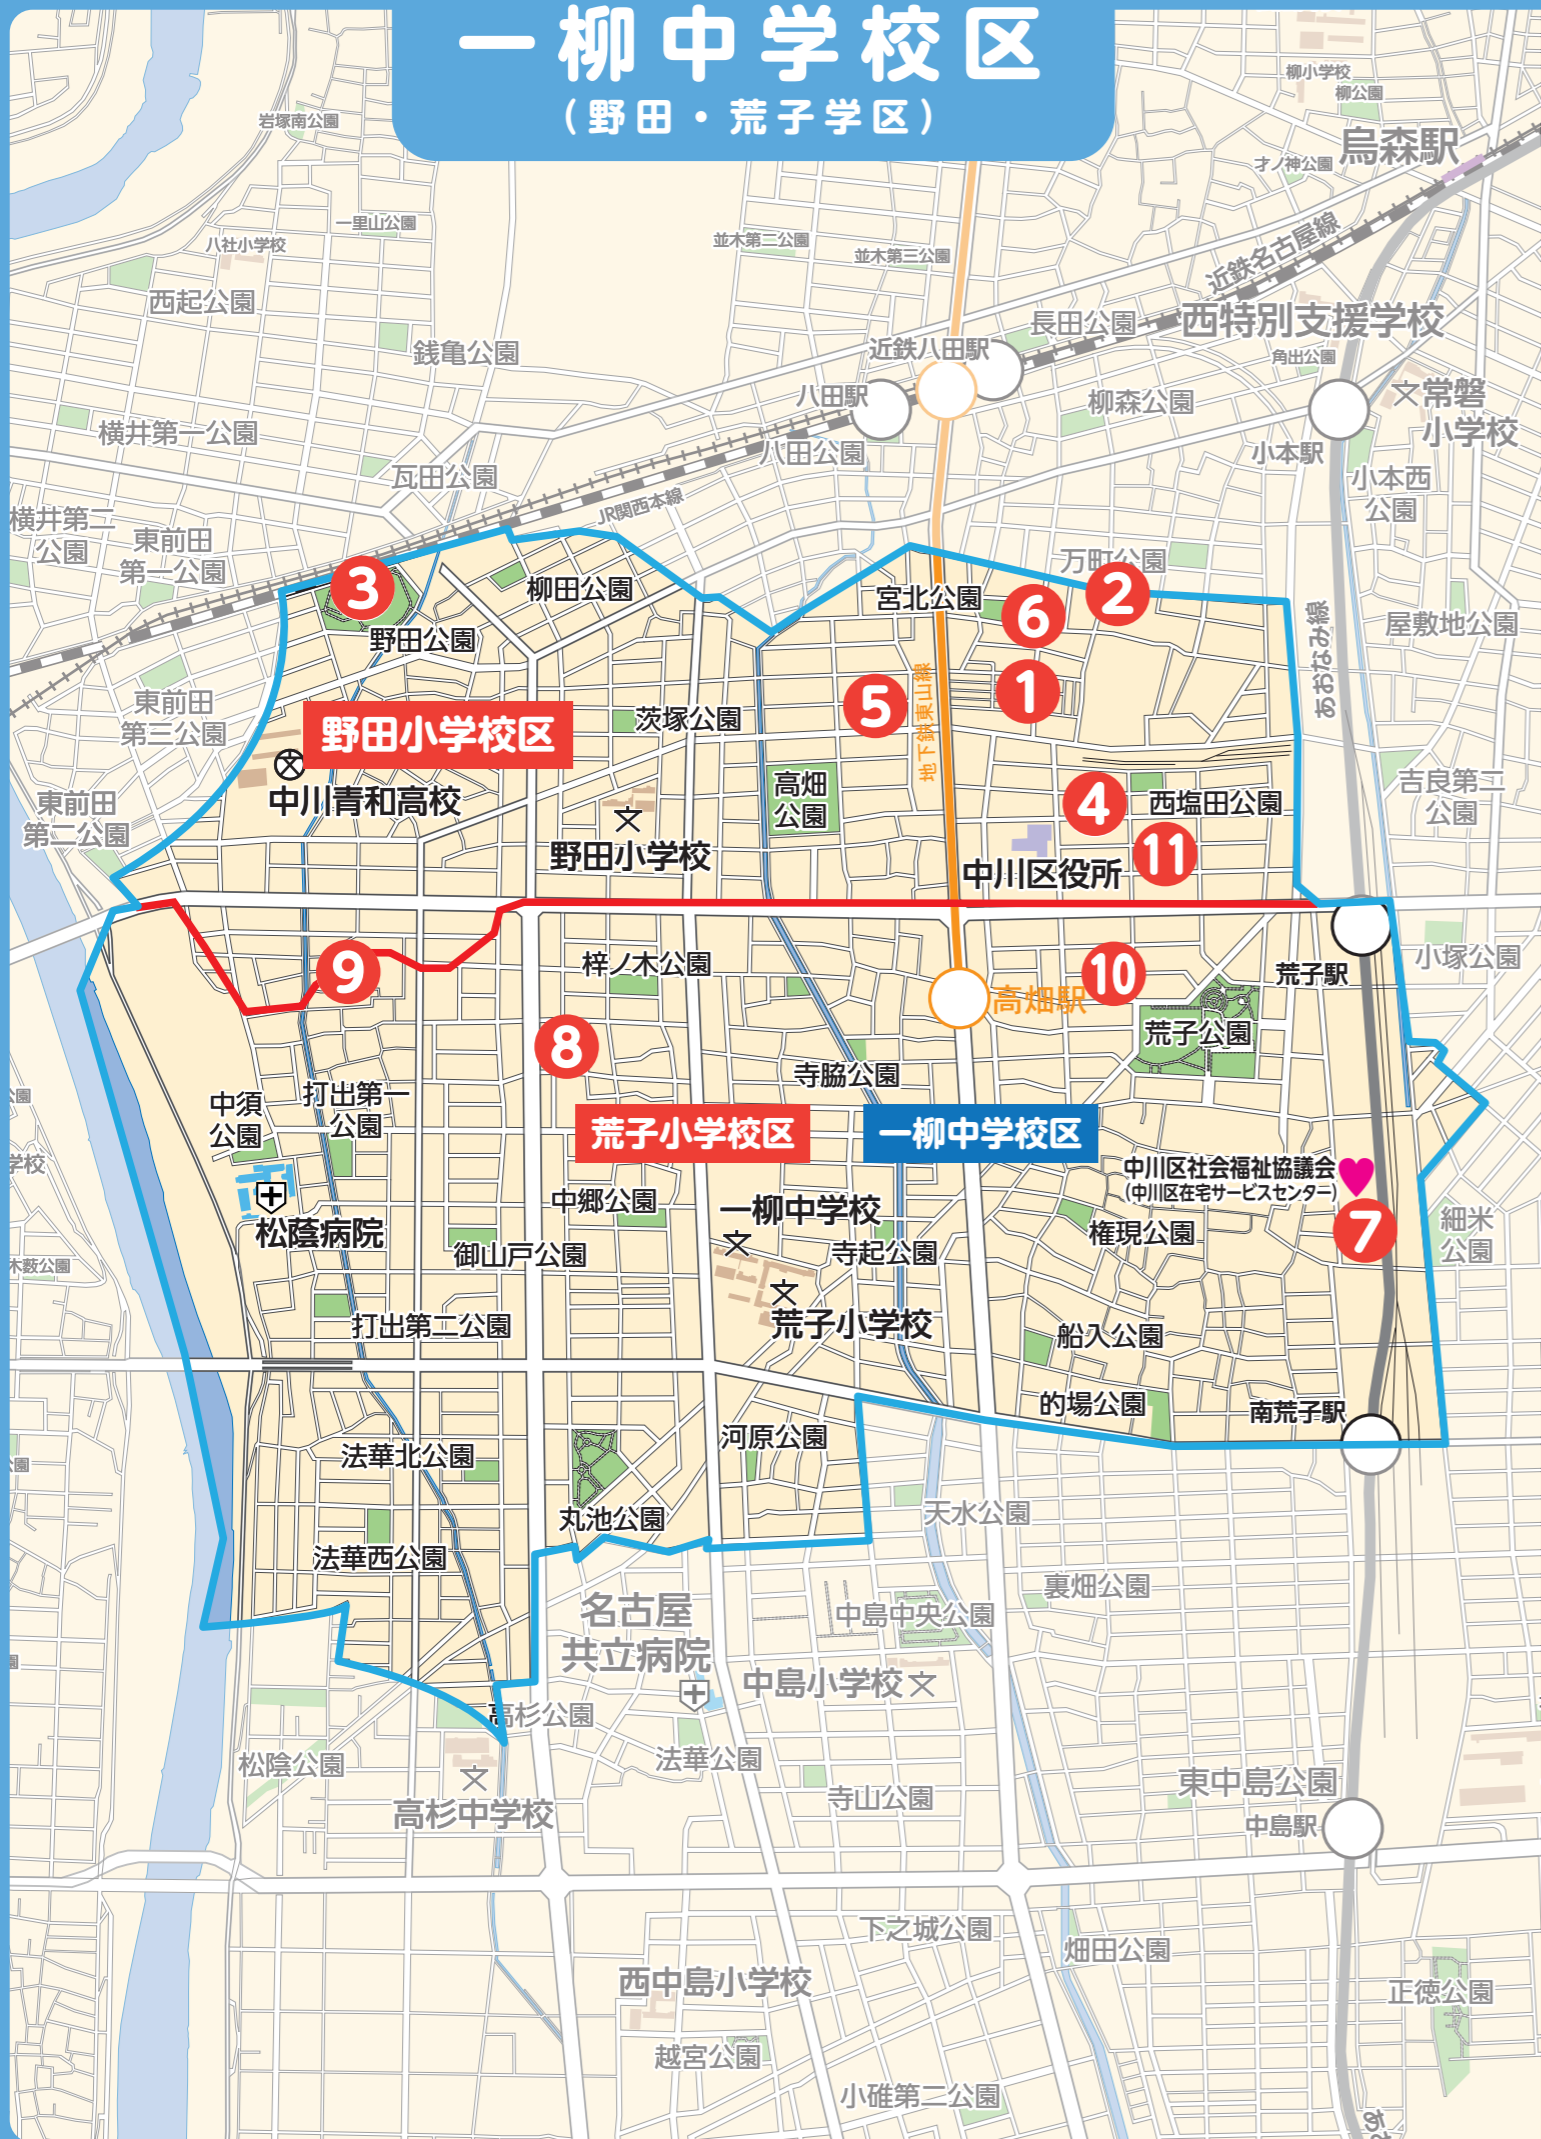 一柳中学校区
(野田・荒子学区)
柳小学校
柳公園
岩塚南公園
烏森駅
才ノ神公園
一里山公園
八社小学校
並木第二公園
並木第三公園
近鉄名古屋線
西起公園
長田公園
西特別支援学校
銭亀公園
近鉄八田駅
角出公園
八田駅
柳森公園
常磐
小学校
横井第一公園
八田公園
小本駅
瓦田公園
小本西
公園
JR関西本線
横井第二
公園
東前田
第一公園
万町公園
3
柳田公園
宮北公園
6
2
野田公園
屋敷地公園
あおなみ線
東前田
第三公園
野田小学校区
茨塚公園
5
地下鉄東山線
1
中川青和高校
高畑
公園
4
西塩田公園
吉良第二
公園
東前田
第二公園
野田小学校
中川区役所
11
9
梓ノ木公園
10
荒子駅
小塚公園
高畑駅
荒子公園
8
寺脇公園
中須
公園
打出第一
公園
公園
荒子小学校区
一柳中学校区
学校
中川区社会福祉協議会
(中川区在宅サービスセンター)
7
松蔭病院
中郷公園
一柳中学校
御山戸公園
寺起公園
権現公園
細米
公園
木薮公園
打出第二公園
荒子小学校
船入公園
的場公園
南荒子駅
法華北公園
河原公園
公園
丸池公園
天水公園
法華西公園
裏畑公園
名古屋
共立病院
中島中央公園
園
中島小学校
高杉公園
松陰公園
法華公園
東中島公園
高杉中学校
寺山公園
中島駅
下之城公園
畑田公園
西中島小学校
正徳公園
越宮公園
小碓第二公園
あお